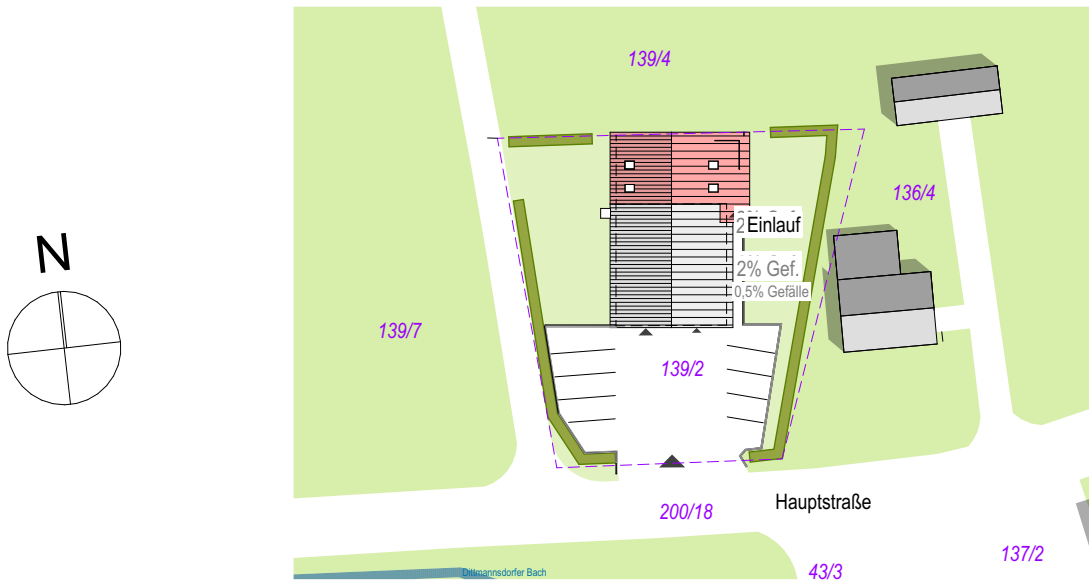 139/4
136/4
Einlauf
N
2% Gef.
0,5% Gefälle
139/7
139/2
Hauptstraße
200/18
137/2
Dittmannsdorfer Bach
43/3